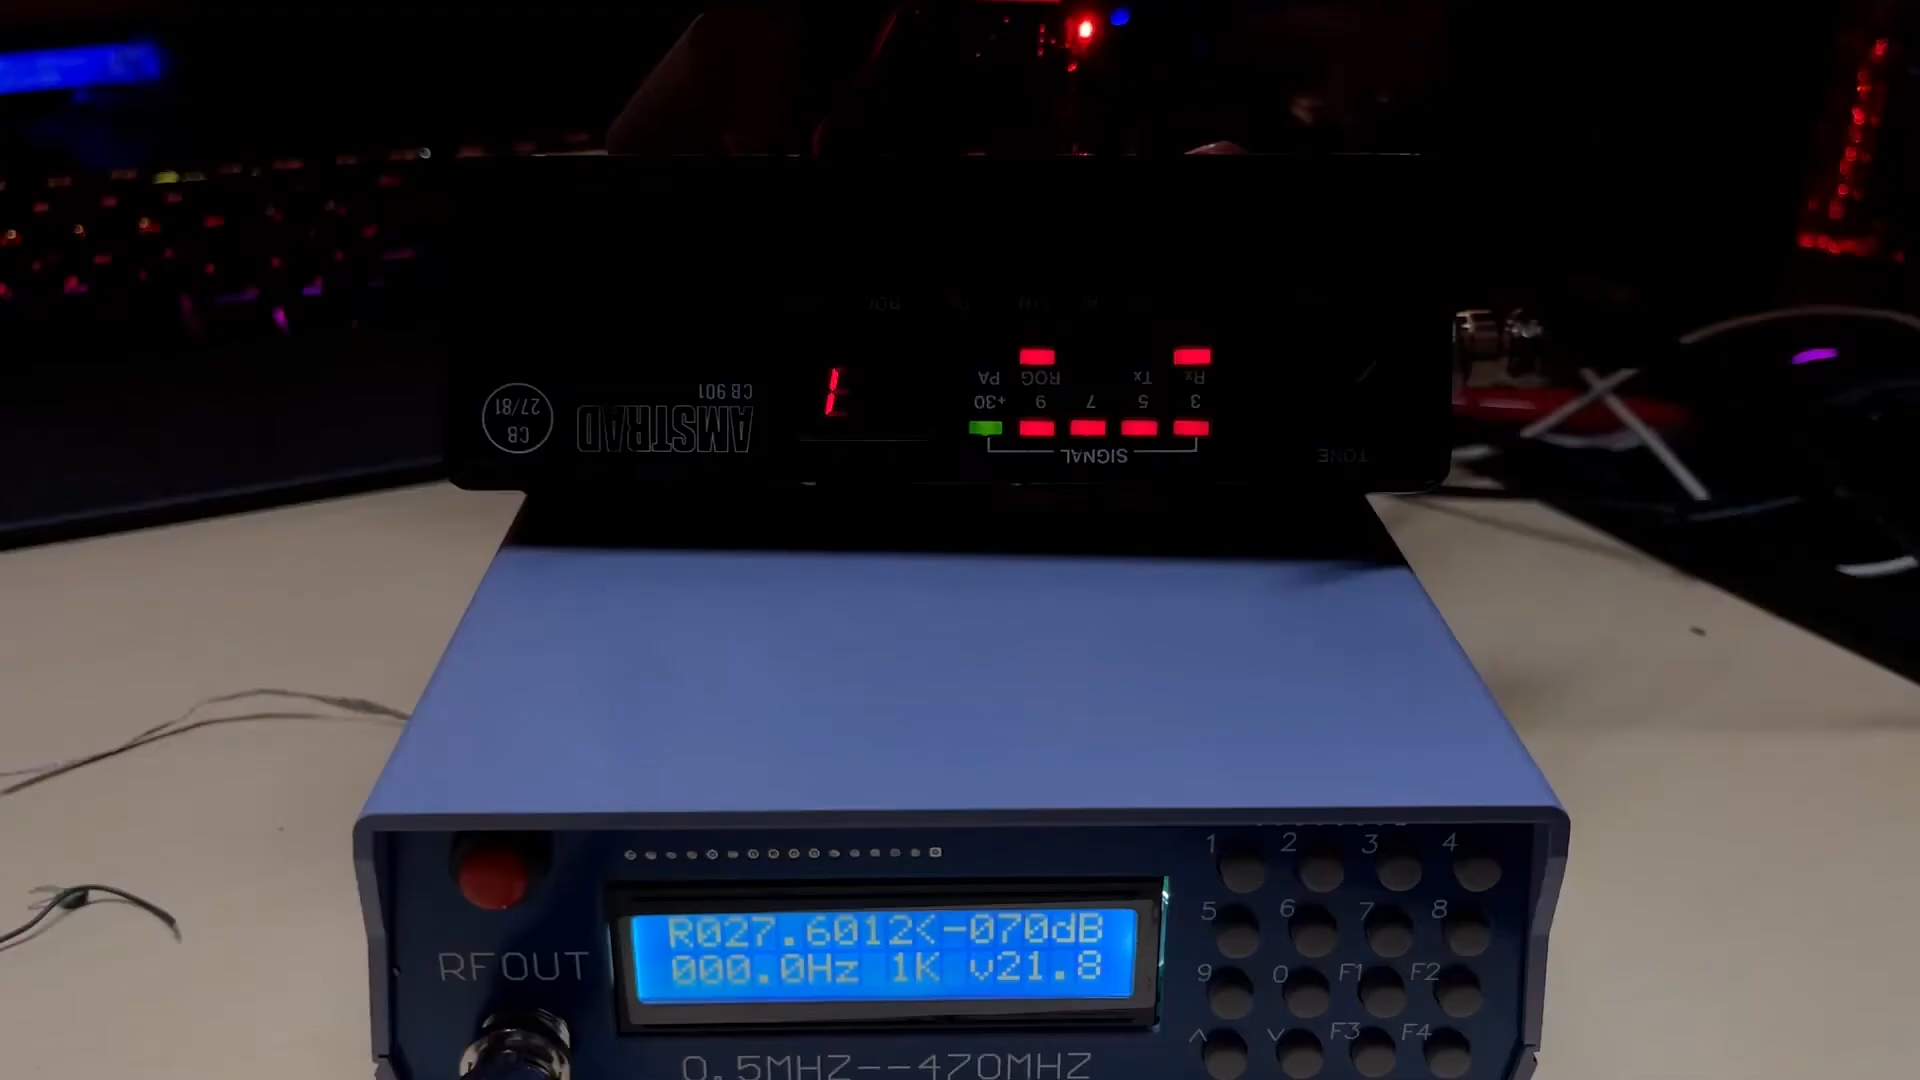 CB 27/81
AMSTRAD
CB 901
1
PA ROG Tx Rx
+30 9 7 5 3
SIGNAL
TONE
1 2 3 4
5 6 7 8
9 0 F1 F2
F3 F4
R027.6012<-070dB
000.0Hz 1K v21.8
RFOUT
0.5MHZ--470MHZ